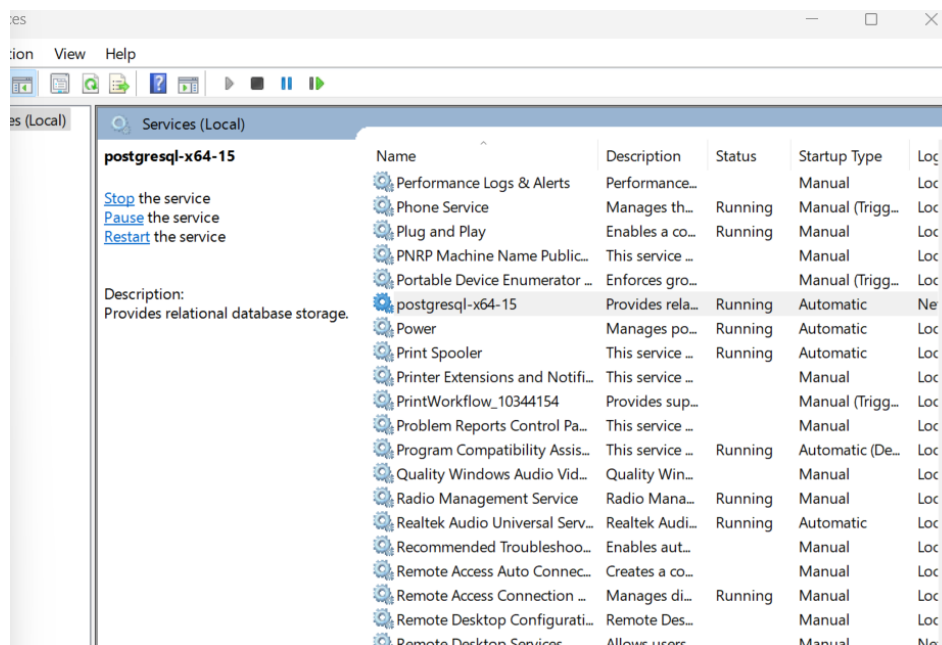 ces
tion View Help
es (Local)
Services (Local)
postgresql-x64-15
Stop the service
Pause the service
Restart the service
Description:
Provides relational database storage.
Name Description Status Startup Type Log
Performance Logs & Alerts Performance... Manual Loc
Phone Service Manages th... Running Manual (Trigg... Loc
Plug and Play Enables a co... Running Manual Loc
PNRP Machine Name Public... This service ... Manual Loc
Portable Device Enumerator ... Enforces gro... Manual (Trigg... Loc
postgresql-x64-15 Provides rela... Running Automatic Ne
Power Manages po... Running Automatic Loc
Print Spooler This service ... Running Automatic Loc
Printer Extensions and Notifi... This service ... Manual Loc
PrintWorkflow_10344154 Provides sup... Manual (Trigg... Loc
Problem Reports Control Pa... This service ... Manual Loc
Program Compatibility Assis... This service ... Running Automatic (De... Loc
Quality Windows Audio Vid... Quality Win... Manual Loc
Radio Management Service Radio Mana... Running Manual Loc
Realtek Audio Universal Serv... Realtek Audi... Running Automatic Loc
Recommended Troubleshoo... Enables aut... Manual Loc
Remote Access Auto Connec... Creates a co... Manual Loc
Remote Access Connection ... Manages di... Running Manual Loc
Remote Desktop Configurati... Remote Des... Manual Loc
Remote Desktop Services Allows users Manual Ne